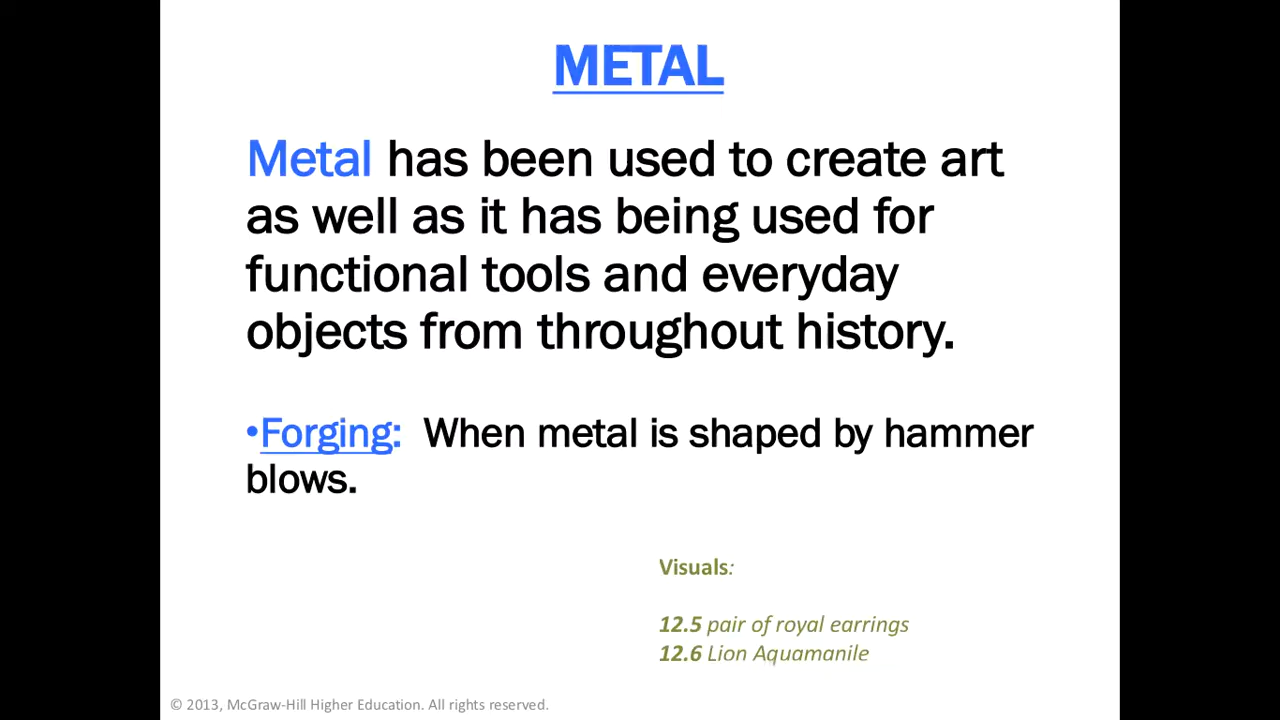 METAL
Metal has been used to create art
as well as it has being used for
functional tools and everyday
objects from throughout history.
•Forging:  When metal is shaped by hammer
blows.
Visuals:
12.5 pair of royal earrings
12.6 Lion Aquamanile
© 2013, McGraw-Hill Higher Education. All rights reserved.